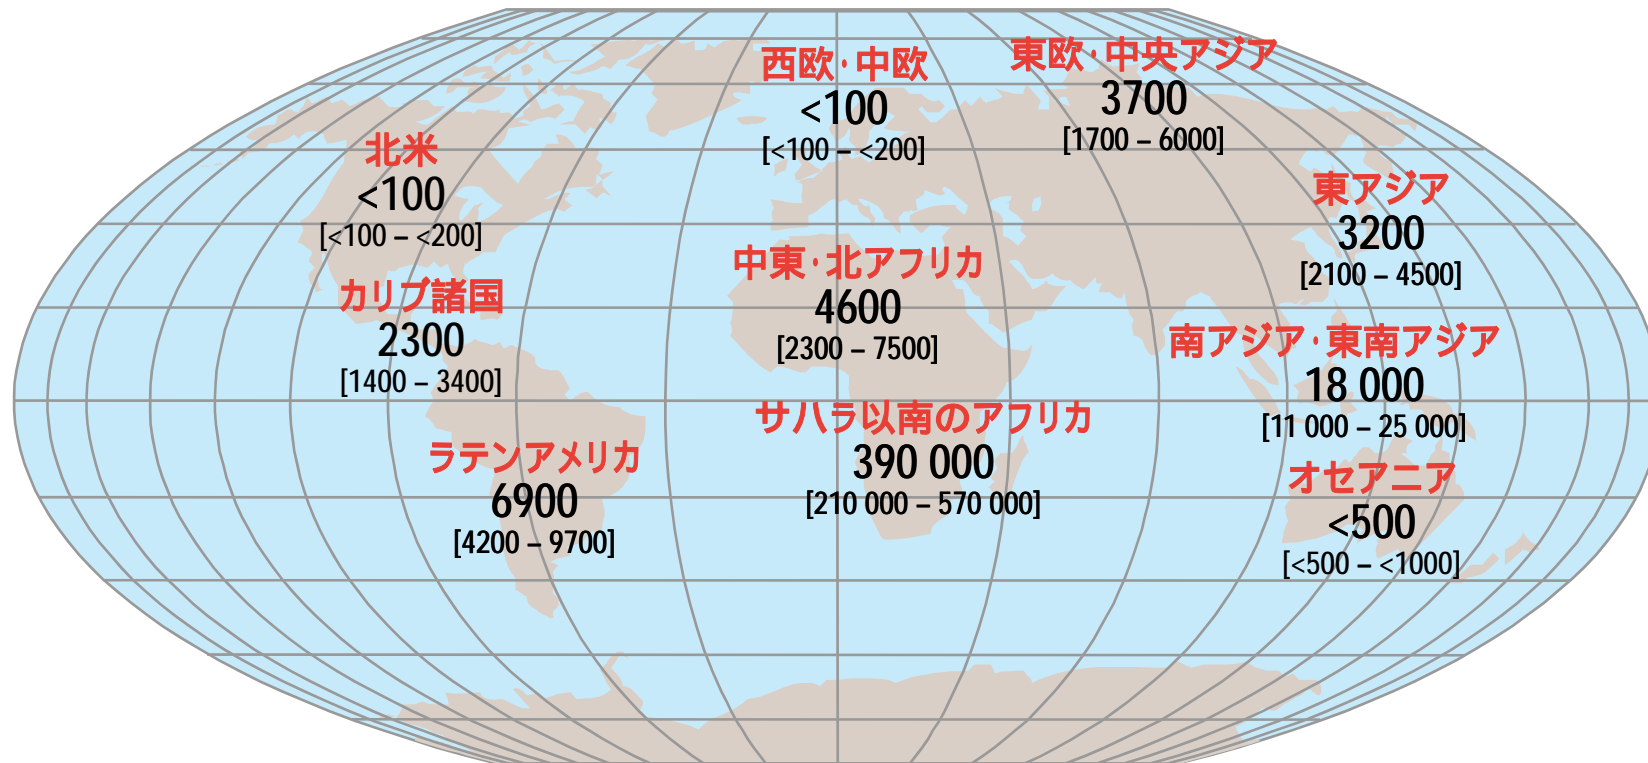 西欧・中欧
<100
[<100 – <200]
東欧・中央アジア
3700
[1700 – 6000]
北米
<100
[<100 – <200]
東アジア
3200
[2100 – 4500]
中東・北アフリカ
4600
[2300 – 7500]
カリブ諸国
2300
[1400 – 3400]
南アジア・東南アジア
18 000
[11 000 – 25 000]
サハラ以南のアフリカ
390 000
[210 000 – 570 000]
ラテンアメリカ
6900
[4200 – 9700]
オセアニア
<500
[<500 – <1000]